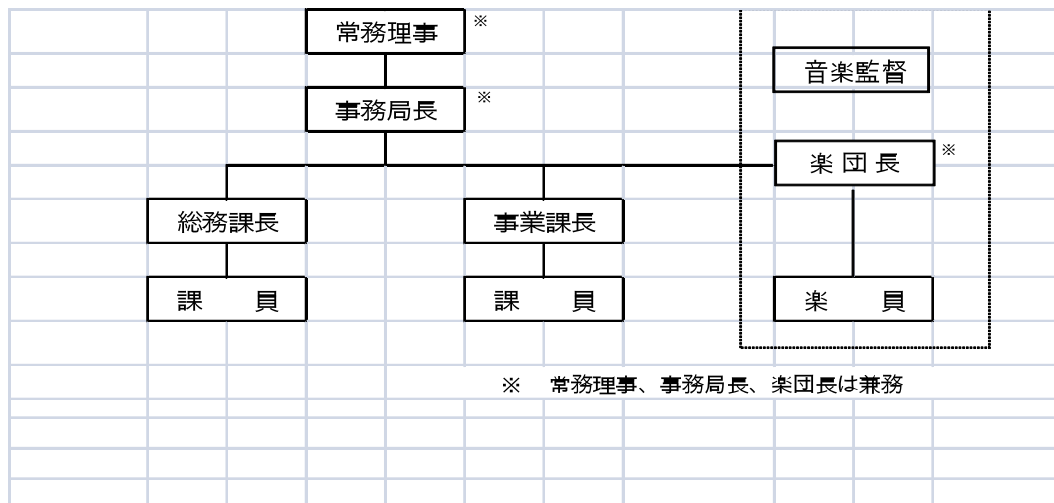 常務理事 ※
音楽監督
事務局長 ※
楽団長 ※
総務課長 事業課長
課 員 課 員 楽 員
※ 常務理事、事務局長、楽団長は兼務